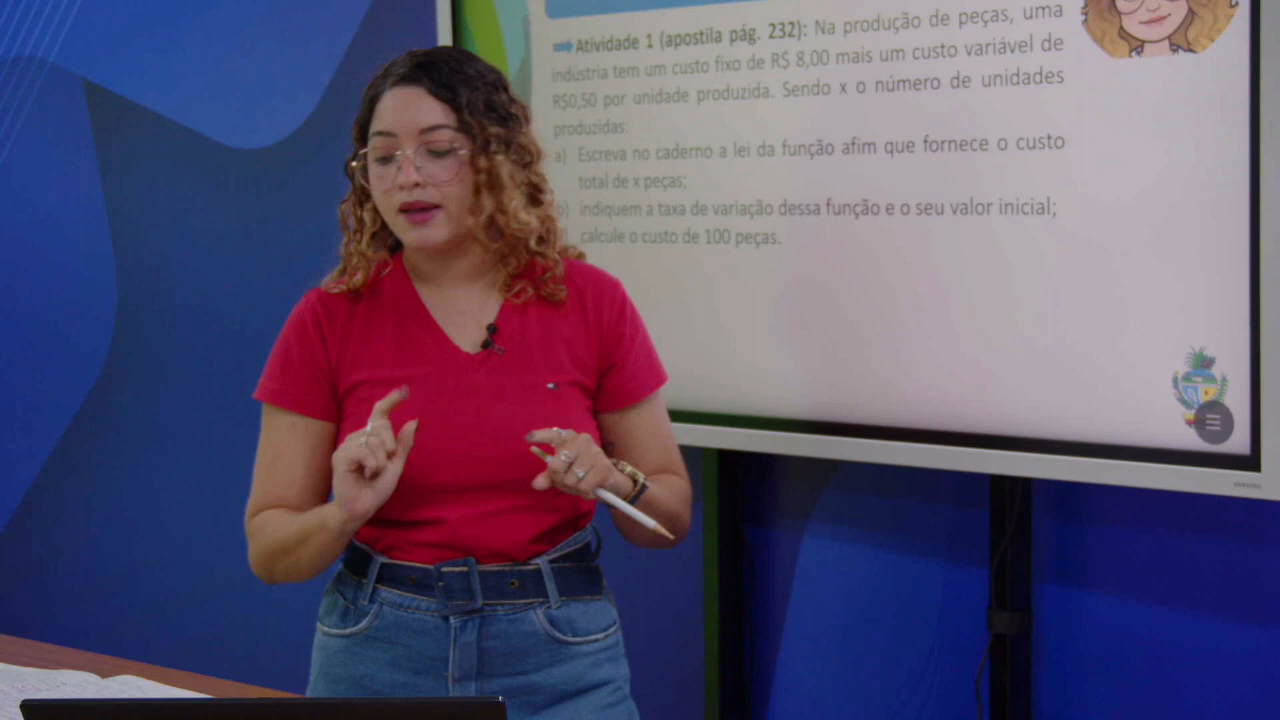 Atividade 1 (apostila pág. 232): Na produção de peças, uma
indústria tem um custo fixo de R$ 8,00 mais um custo variável de
R$0,50 por unidade produzida. Sendo x o número de unidades
produzidas:
a) Escreva no caderno a lei da função afim que fornece o custo
total de x peças;
b) indiquem a taxa de variação dessa função e o seu valor inicial;
calcule o custo de 100 peças.
SAMSUNG